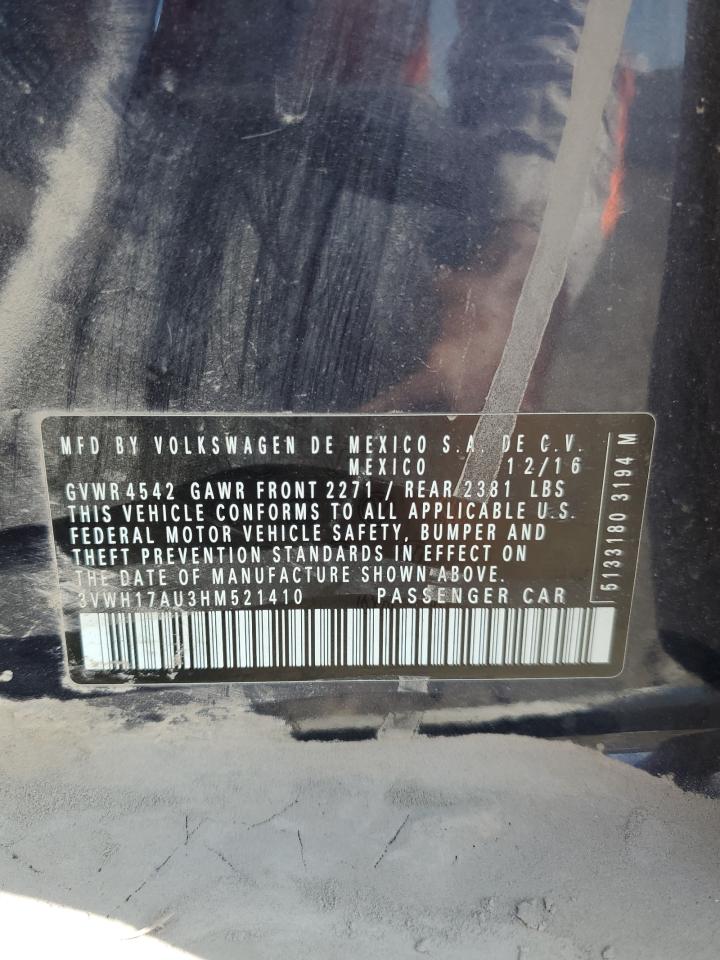 MFD BY VOLKSWAGEN DE MEXICO S.A. DE C.V.
MEXICO 12/16
GVWR 4542 GAWR FRONT 2271 / REAR 2381 LBS
THIS VEHICLE CONFORMS TO ALL APPLICABLE U.S.
FEDERAL MOTOR VEHICLE SAFETY, BUMPER AND
THEFT PREVENTION STANDARDS IN EFFECT ON
THE DATE OF MANUFACTURE SHOWN ABOVE.
3VWH17AU3HM521410 PASSENGER CAR
5133180 3194 M